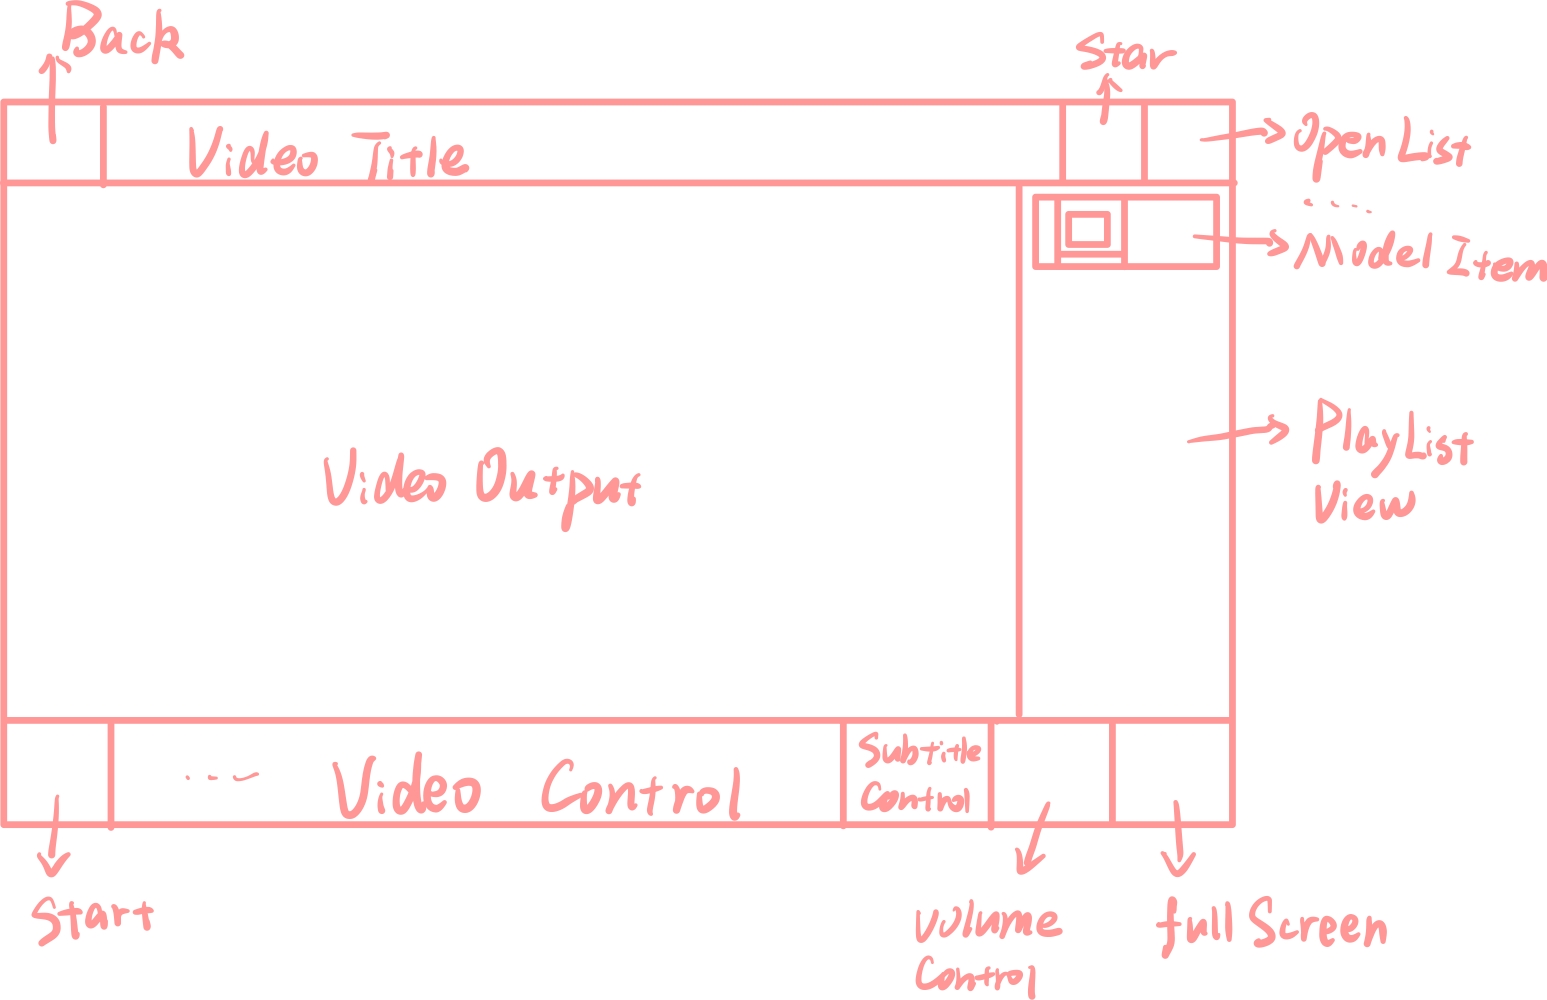 Back
Star
Video Title
Open List
....
Model Item
Video Output
PlayList
View
... Video Control
Subtitle
Control
Start
Volume
Control
full Screen